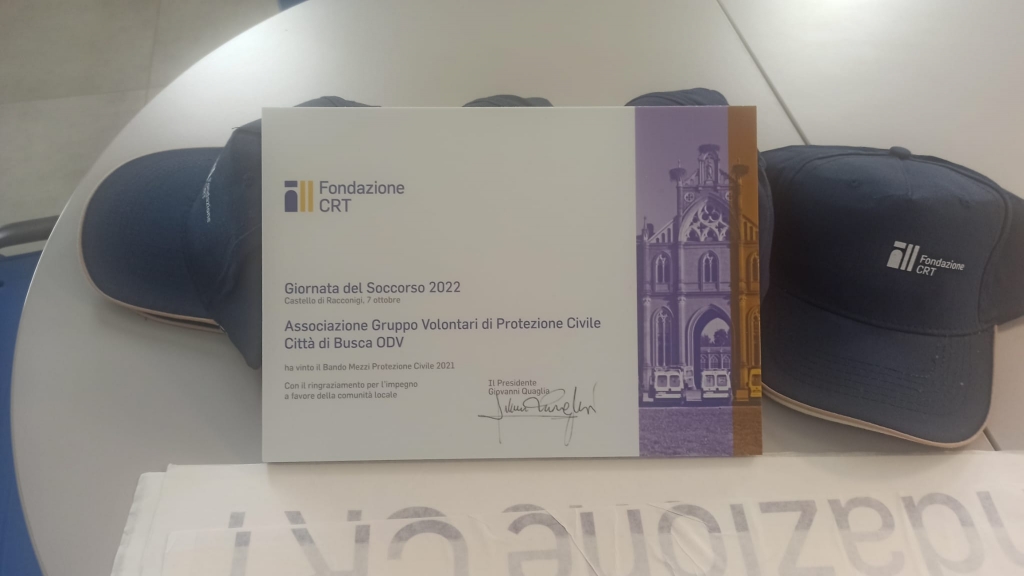 Fondazione
CRT
Giornata del Soccorso 2022
Castello di Racconigi, 7 ottobre
Associazione Gruppo Volontari di Protezione Civile
Città di Busca ODV
ha vinto il Bando Mezzi Protezione Civile 2021
Con il ringraziamento per l'impegno
a favore della comunità locale
Il Presidente
Giovanni Quaglia
Fondazione
CRT